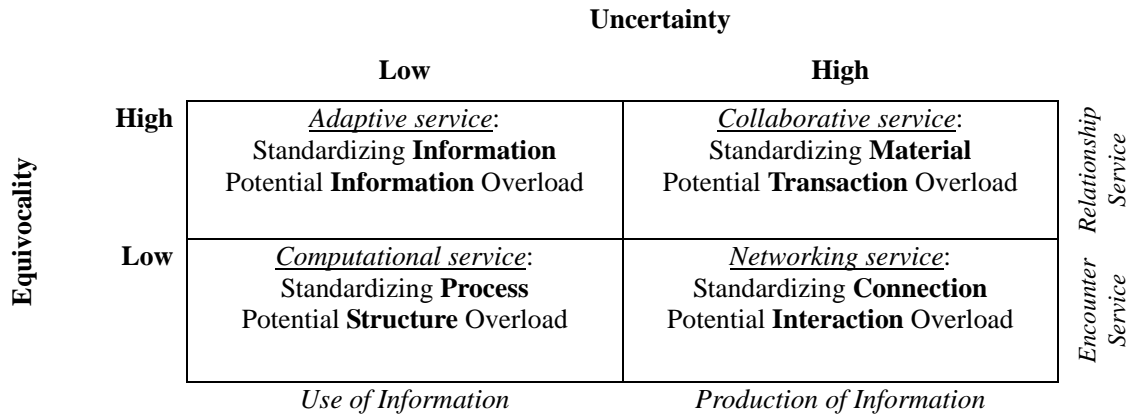 Uncertainty
Low High
High
Adaptive service:
Standardizing Information
Potential Information Overload
Collaborative service:
Standardizing Material
Potential Transaction Overload
Relationship
Service
Equivocality
Low
Computational service:
Standardizing Process
Potential Structure Overload
Networking service:
Standardizing Connection
Potential Interaction Overload
Encounter
Service
Use of Information Production of Information